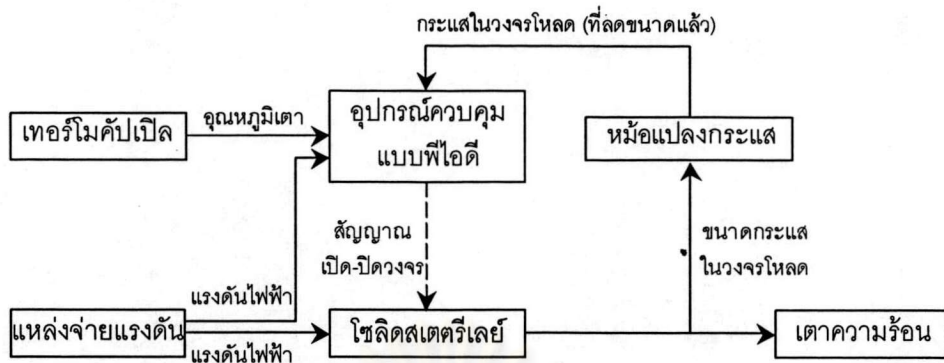 กระแสในวงจรโหลด (ที่ลดขนาดแล้ว)
เทอร์โมคัปเปิล
อุณหภูมิเตา
อุปกรณ์ควบคุม
แบบพีไอดี
หม้อแปลงกระแส
สัญญาณ
เปิด-ปิดวงจร
ขนาดกระแส
ในวงจรโหลด
แรงดันไฟฟ้า
แหล่งจ่ายแรงดัน
แรงดันไฟฟ้า
โซลิดสเตตรีเลย์
เตาความร้อน